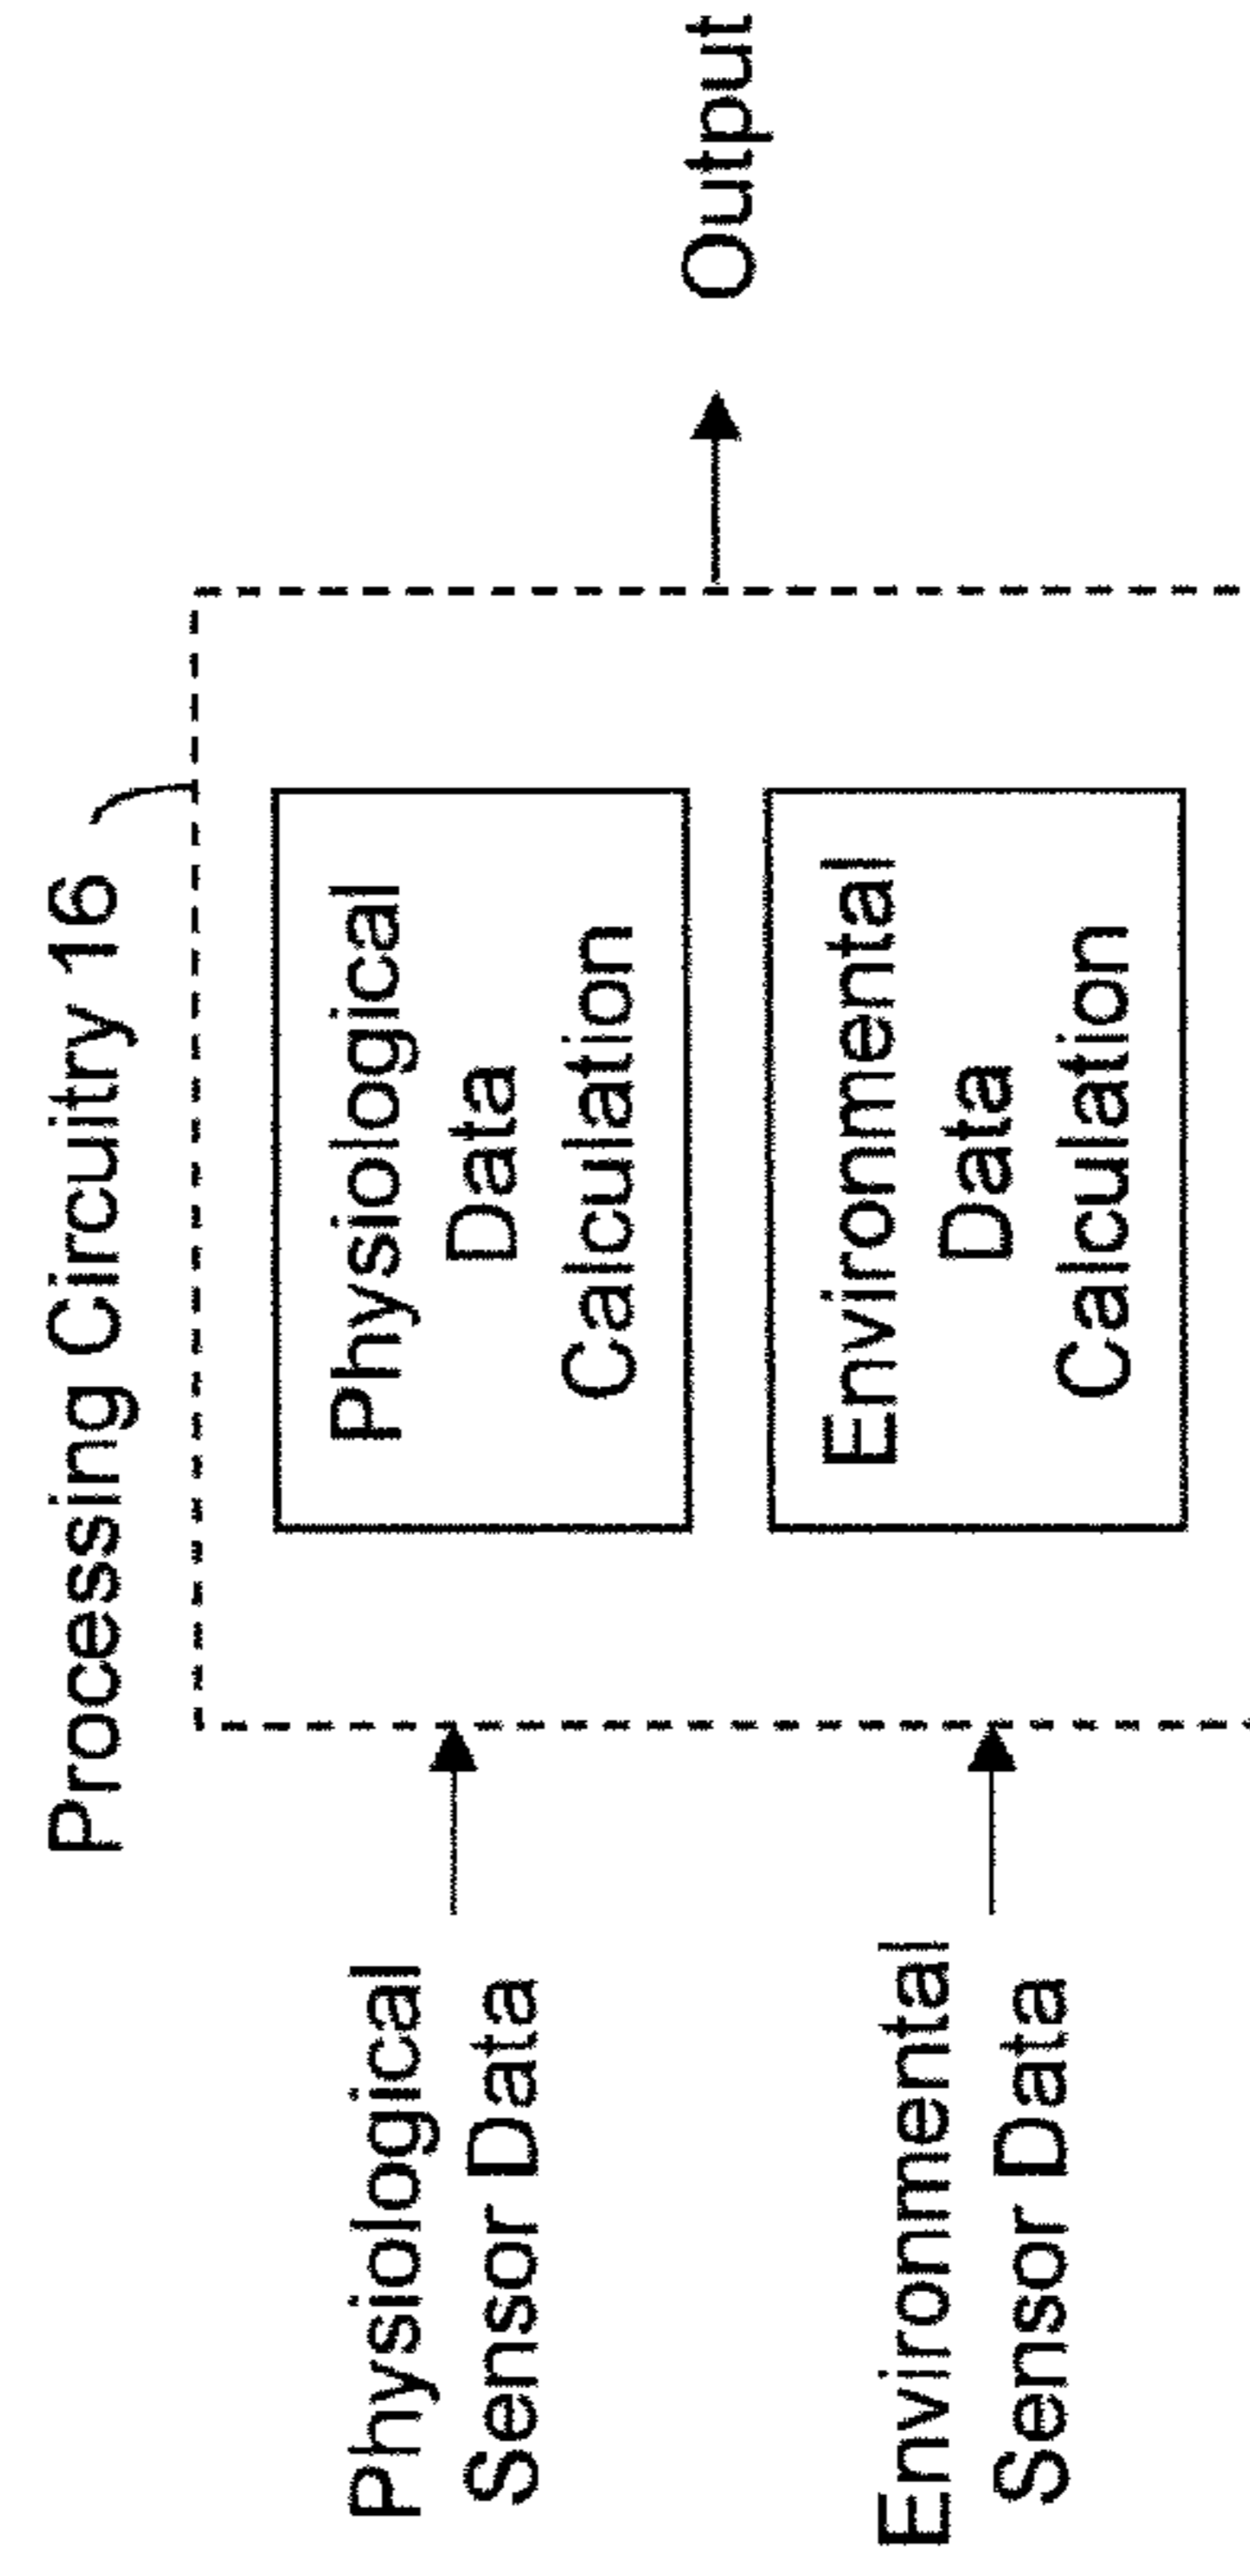 Processing Circuitry 16
Physiological
Sensor Data
Environmental
Sensor Data
Physiological
Data
Calculation
Environmental
Data
Calculation
Output